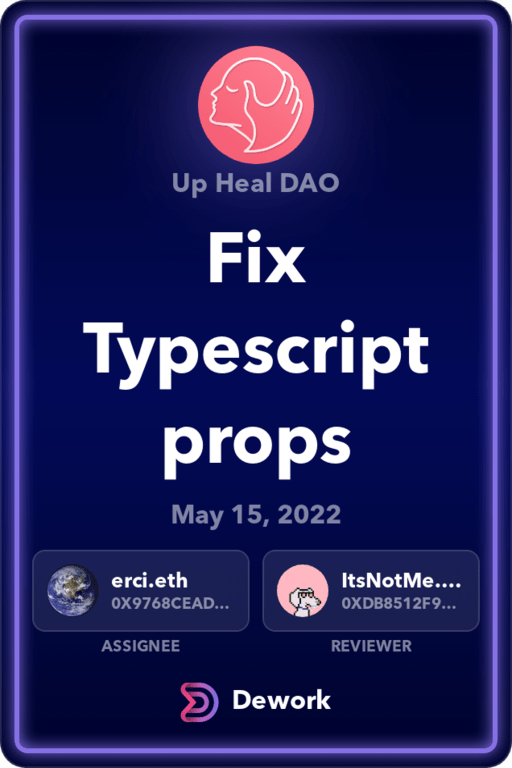 Up Heal DAO
Fix
Typescript
props
May 15, 2022
erci.eth
0X9768CEAD...
ASSIGNEE
ItsNotMe....
0XDB8512F9...
REVIEWER
Dework